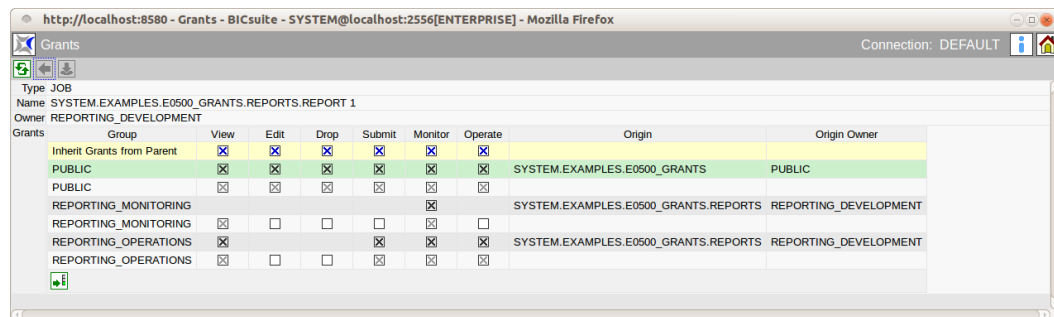 http://localhost:8580 - Grants - BICsuite - SYSTEM@localhost:2556[ENTERPRISE] - Mozilla Firefox
Grants Connection: DEFAULT
Type JOB
Name SYSTEM.EXAMPLES.E0500_GRANTS.REPORTS.REPORT 1
Owner REPORTING_DEVELOPMENT
Grants Group View Edit Drop Submit Monitor Operate Origin Origin Owner
Inherit Grants from Parent
PUBLIC SYSTEM.EXAMPLES.E0500_GRANTS PUBLIC
PUBLIC
REPORTING_MONITORING SYSTEM.EXAMPLES.E0500_GRANTS.REPORTS REPORTING_DEVELOPMENT
REPORTING_MONITORING
REPORTING_OPERATIONS SYSTEM.EXAMPLES.E0500_GRANTS.REPORTS REPORTING_DEVELOPMENT
REPORTING_OPERATIONS